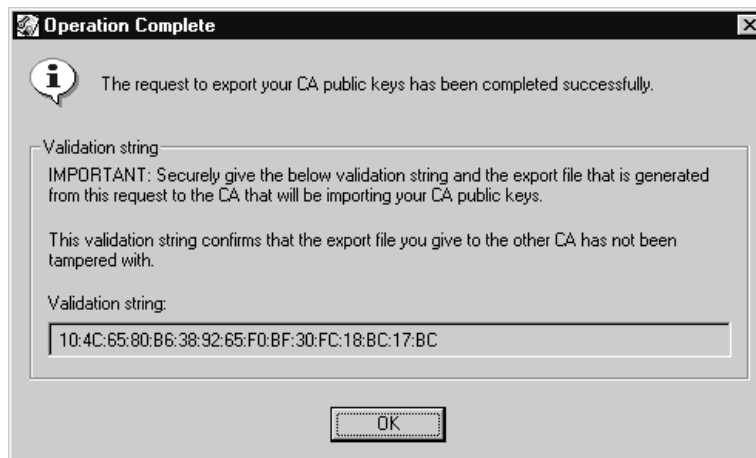 Operation Complete
The request to export your CA public keys has been completed successfully.
Validation string
IMPORTANT: Securely give the below validation string and the export file that is generated
from this request to the CA that will be importing your CA public keys.
This validation string confirms that the export file you give to the other CA has not been
tampered with.
Validation string:
10:4C:65:80:B6:38:92:65:F0:BF:30:FC:18:BC:17:BC
OK